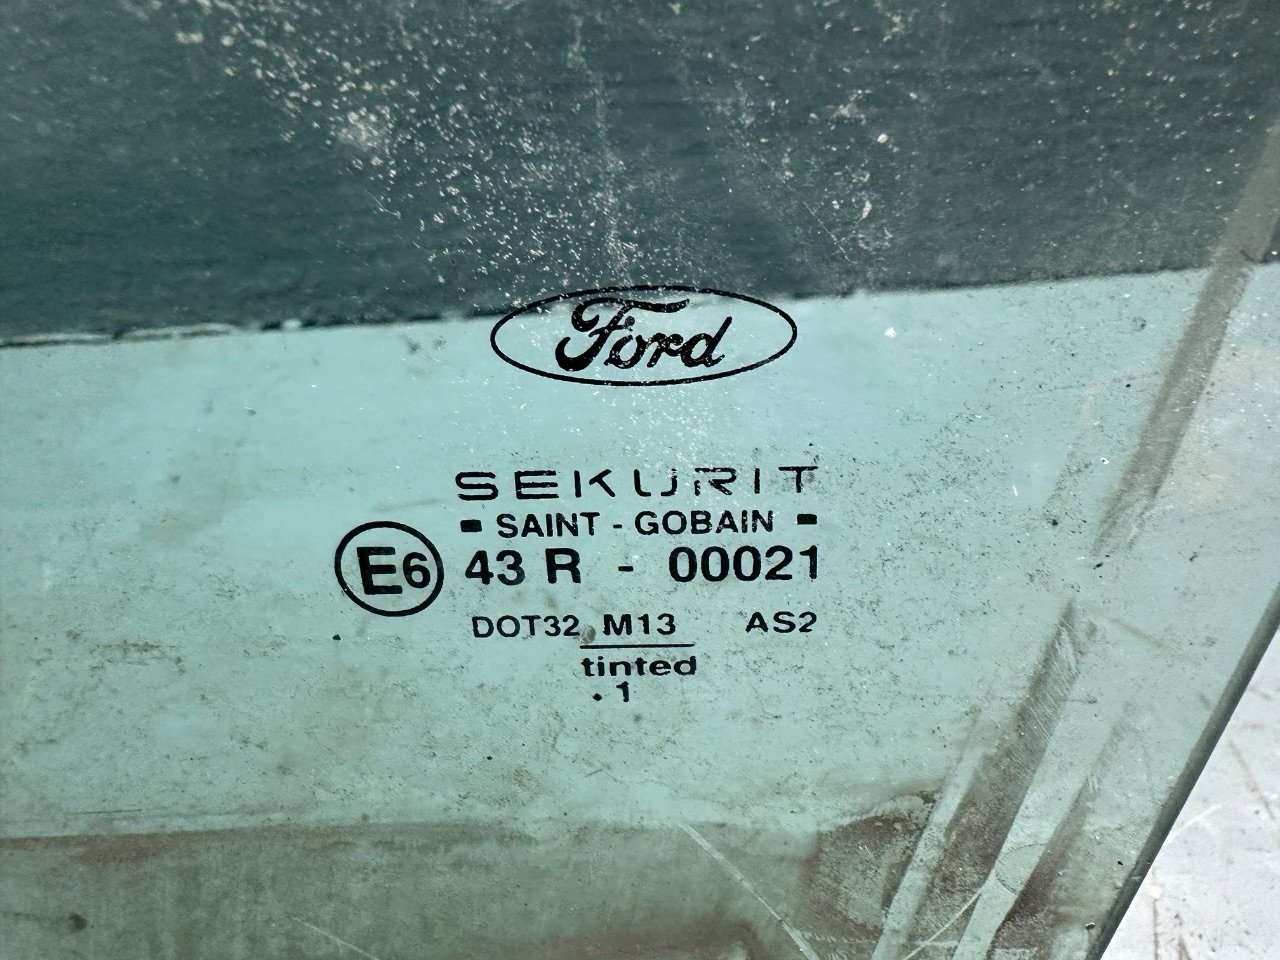 Ford
SEKURIT
SAINT - GOBAIN
E6 43 R - 00021
DOT32 M13 AS2
tinted
. 1